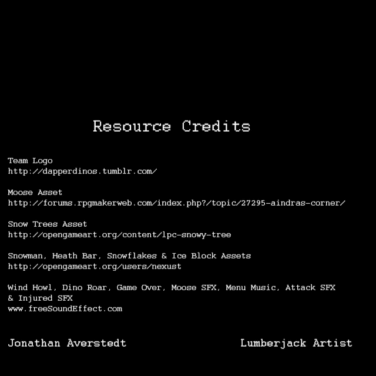 Resource Credits
Team Logo
http://dapperdinos.tumblr.com/
Moose Asset
http://forums.rpgmakerweb.com/index.php?/topic/27295-aindras-corner/
Snow Trees Asset
http://opengameart.org/content/lpc-snowy-tree
Snowman, Heath Bar, Snowflakes & Ice Block Assets
http://opengameart.org/users/nexust
Wind Howl, Dino Roar, Game Over, Moose SFX, Menu Music, Attack SFX
& Injured SFX
www.freeSoundEffect.com
Jonathan Averstedt Lumberjack Artist